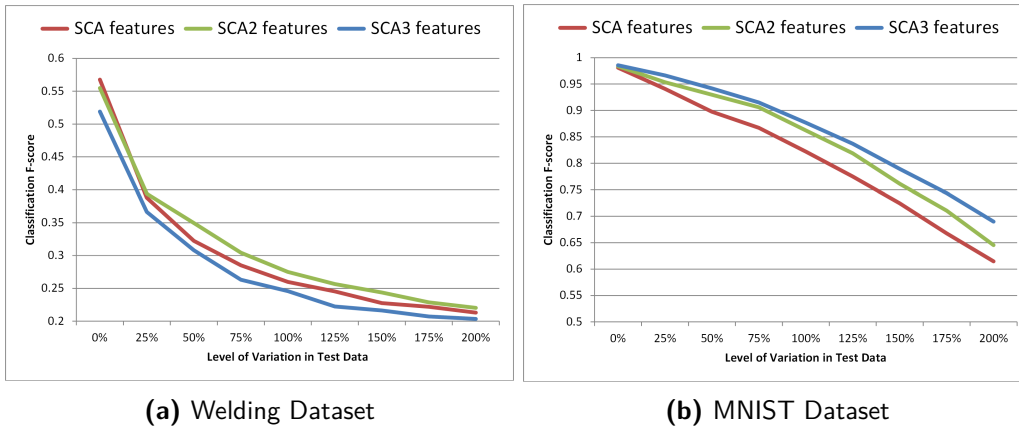 SCA features SCA2 features SCA3 features
0.6
0.55
0.5
0.45
0.4
0.35
0.3
0.25
0.2
Classification F-score
0% 25% 50% 75% 100% 125% 150% 175% 200%
Level of Variation in Test Data
(a) Welding Dataset
SCA features SCA2 features SCA3 features
1
0.95
0.9
0.85
0.8
0.75
0.7
0.65
0.6
0.55
0.5
Classification F-score
0% 25% 50% 75% 100% 125% 150% 175% 200%
Level of Variation in Test Data
(b) MNIST Dataset